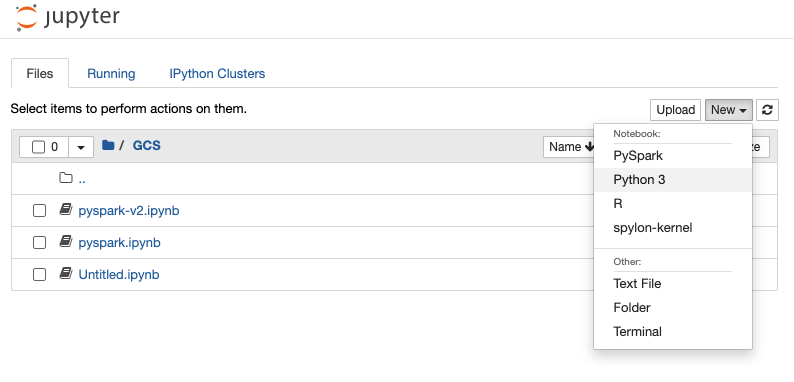 jupyter
Files Running IPython Clusters
Select items to perform actions on them.
Upload New
0 / GCS Name ze
..
pyspark-v2.ipynb
pyspark.ipynb
Untitled.ipynb
Notebook:
PySpark
Python 3
R
spylon-kernel
Other:
Text File
Folder
Terminal